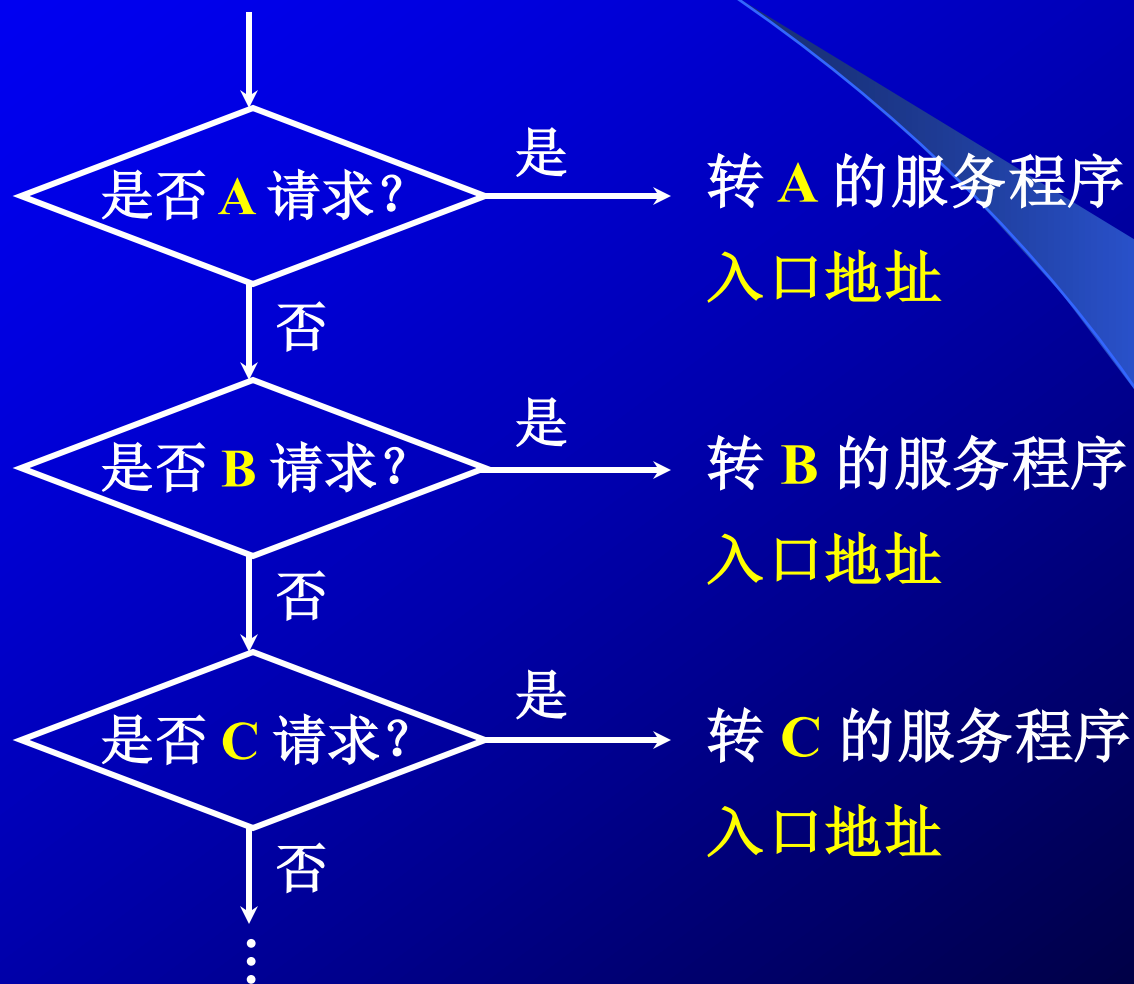 是
是否 A 请求？
转 A 的服务程序
入口地址
否
是
是否 B 请求？
转 B 的服务程序
入口地址
否
是
是否 C 请求？
转 C 的服务程序
入口地址
否